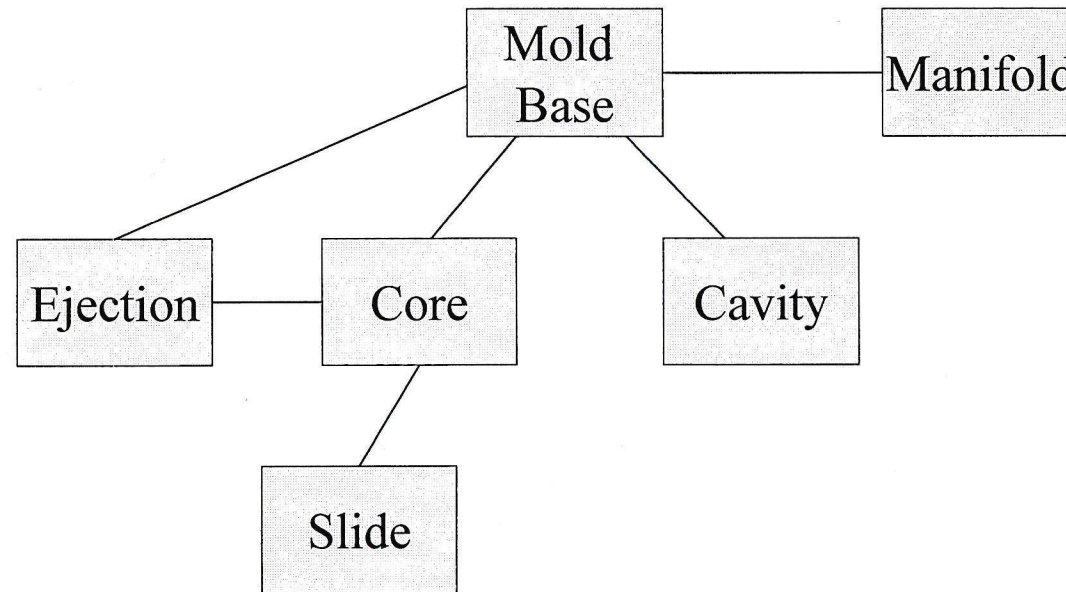 Mold
Base
Manifold
Ejection
Core
Cavity
Slide